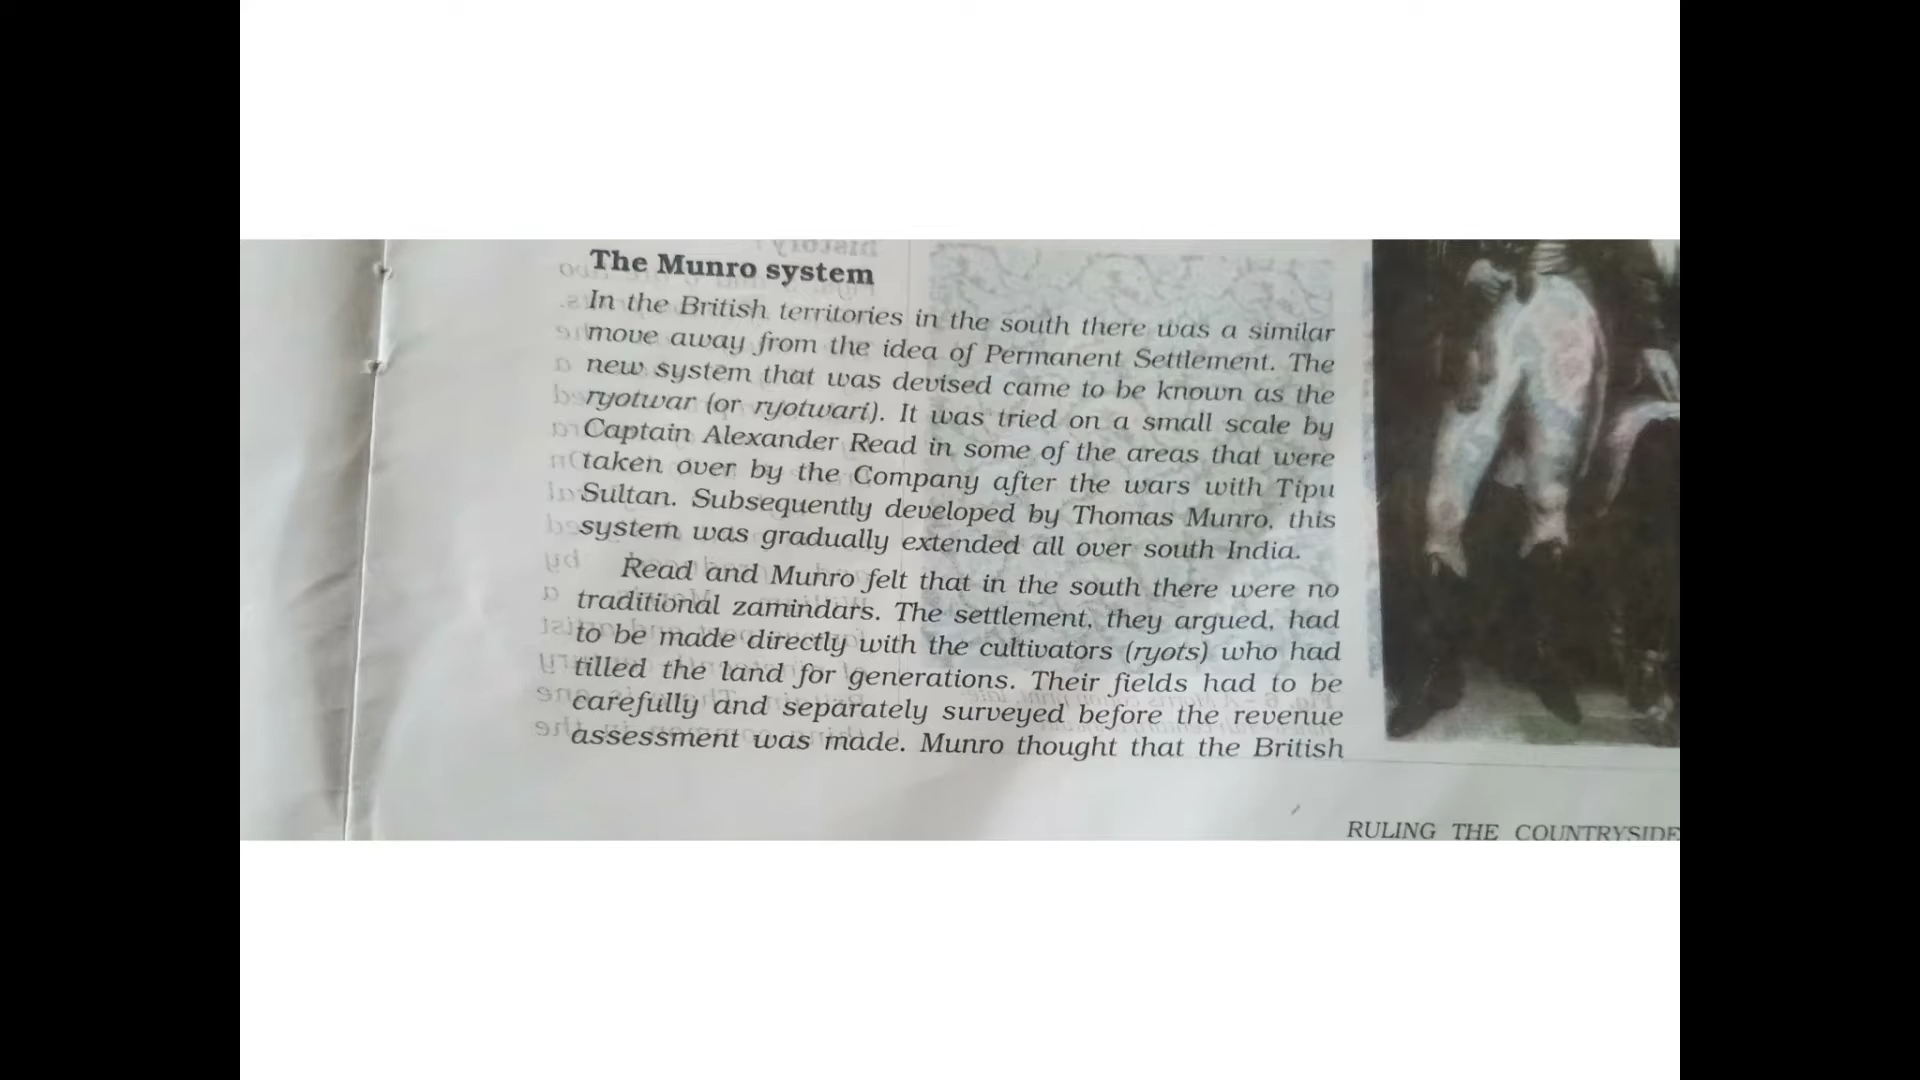 The Munro system
In the British territories in the south there was a similar
move away from the idea of Permanent Settlement. The
new system that was devised came to be known as the
ryotwar (or ryotwari). It was tried on a small scale by
Captain Alexander Read in some of the areas that were
taken over by the Company after the wars with Tipu
Sultan. Subsequently developed by Thomas Munro, this
system was gradually extended all over south India.
Read and Munro felt that in the south there were no
traditional zamindars. The settlement, they argued, had
to be made directly with the cultivators (ryots) who had
tilled the land for generations. Their fields had to be
carefully and separately surveyed before the revenue
assessment was made. Munro thought that the British
RULING THE COUNTRYSIDE